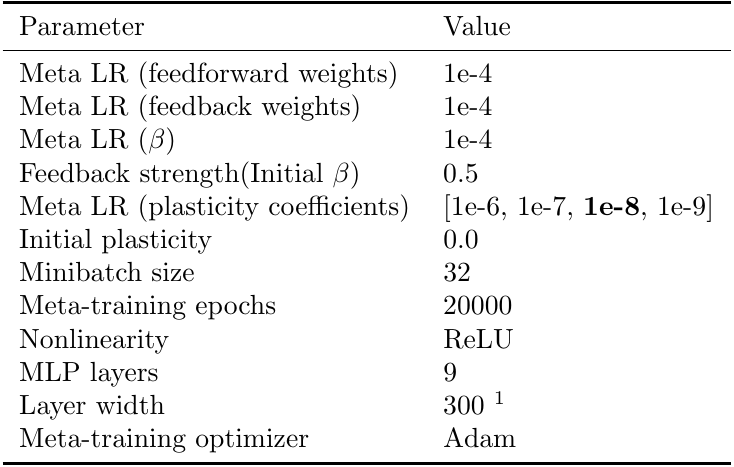 Parameter Value
Meta LR (feedforward weights) 1e-4
Meta LR (feedback weights) 1e-4
Meta LR (β) 1e-4
Feedback strength(Initial β) 0.5
Meta LR (plasticity coefficients) [1e-6, 1e-7, 1e-8, 1e-9]
Initial plasticity 0.0
Minibatch size 32
Meta-training epochs 20000
Nonlinearity ReLU
MLP layers 9
Layer width 300 1
Meta-training optimizer Adam